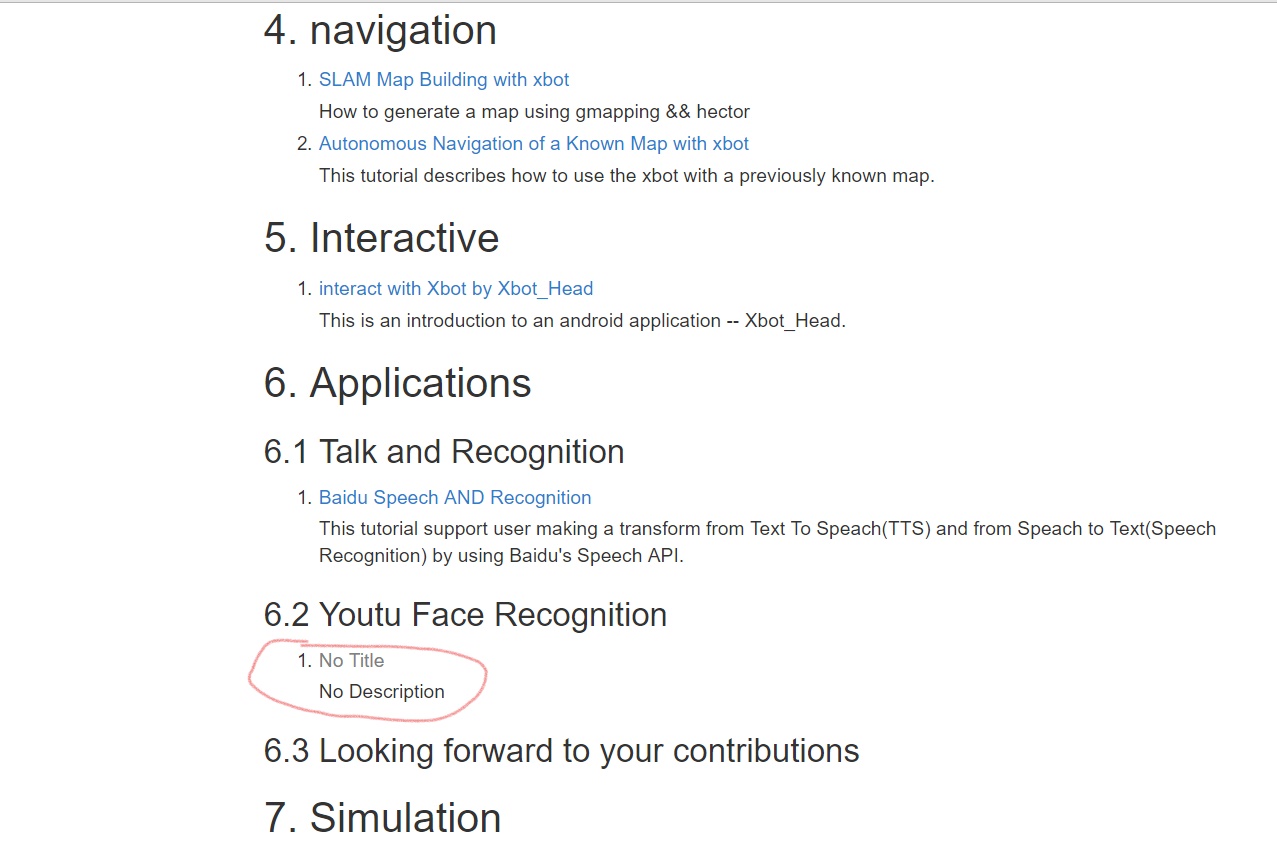 4. navigation
1. SLAM Map Building with xbot
How to generate a map using gmapping && hector
2. Autonomous Navigation of a Known Map with xbot
This tutorial describes how to use the xbot with a previously known map.
5. Interactive
1. interact with Xbot by Xbot_Head
This is an introduction to an android application -- Xbot_Head.
6. Applications
6.1 Talk and Recognition
1. Baidu Speech AND Recognition
This tutorial support user making a transform from Text To Speach(TTS) and from Speach to Text(Speech
Recognition) by using Baidu's Speech API.
6.2 Youtu Face Recognition
1. No Title
No Description
6.3 Looking forward to your contributions
7. Simulation